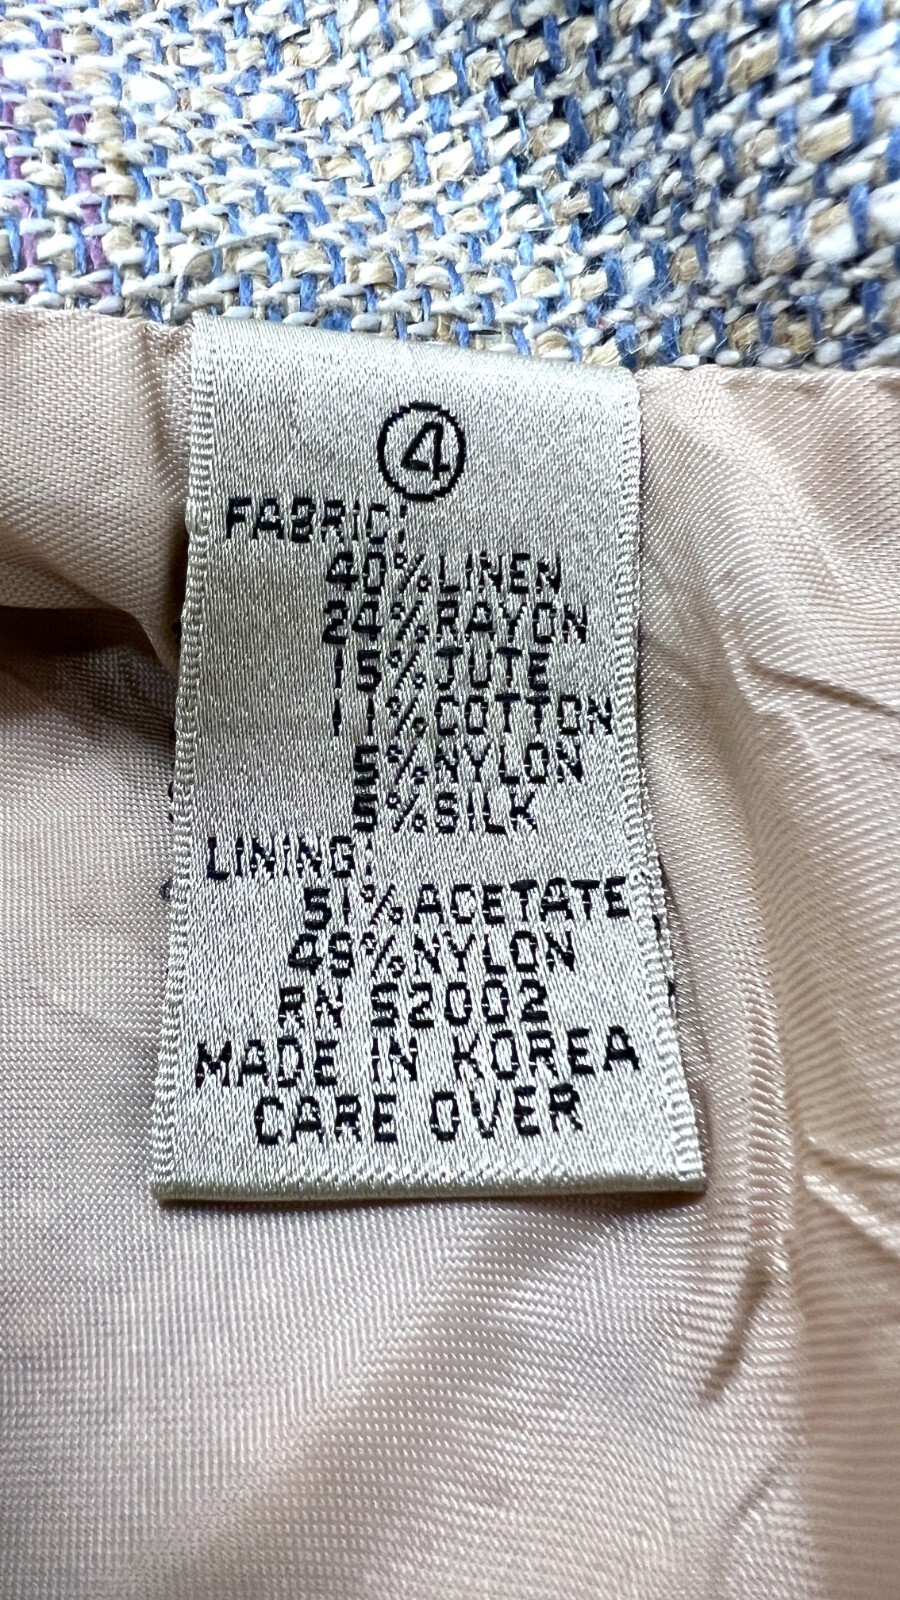 4
FABRIC:
40%LINEN
24%RAYON
15%JUTE
11%COTTON
5%NYLON
5%SILK
LINING:
51%ACETATE
49%NYLON
RN 52002
MADE IN KOREA
CARE OVER